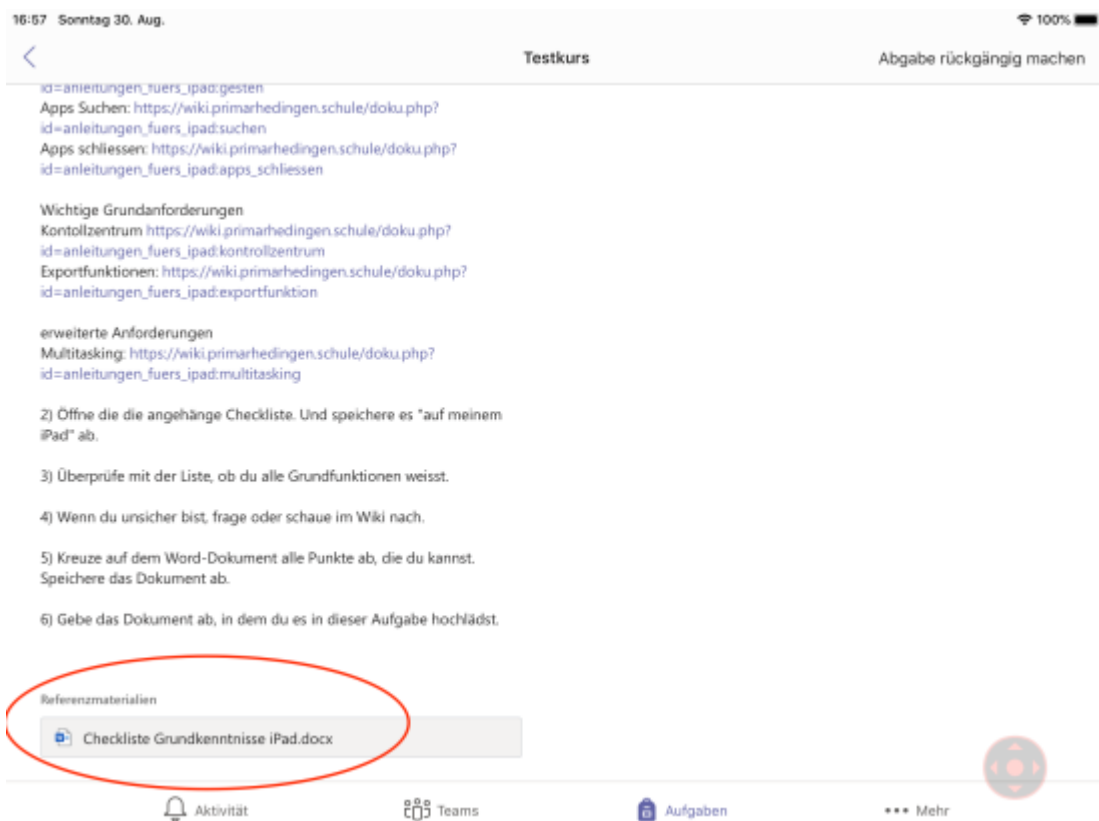 16:57 Sonntag 30. Aug.
100%
Testkurs
Abgabe rückgängig machen
id=anleitungen_fuers_ipad:gesten
Apps Suchen: https://wiki.primarhedingen.schule/doku.php?
id=anleitungen_fuers_ipad:suchen
Apps schliessen: https://wiki.primarhedingen.schule/doku.php?
id=anleitungen_fuers_ipad:apps_schliessen
Wichtige Grundanforderungen
Kontollzentrum https://wiki.primarhedingen.schule/doku.php?
id=anleitungen_fuers_ipad:kontrollzentrum
Exportfunktionen: https://wiki.primarhedingen.schule/doku.php?
id=anleitungen_fuers_ipad:exportfunktion
erweiterte Anforderungen
Multitasking: https://wiki.primarhedingen.schule/doku.php?
id=anleitungen_fuers_ipad:multitasking
2) Öffne die die angehänge Checkliste. Und speichere es "auf meinem
iPad" ab.
3) Überprüfe mit der Liste, ob du alle Grundfunktionen weisst.
4) Wenn du unsicher bist, frage oder schaue im Wiki nach.
5) Kreuze auf dem Word-Dokument alle Punkte ab, die du kannst.
Speichere das Dokument ab.
6) Gebe das Dokument ab, in dem du es in dieser Aufgabe hochlädst.
Referenzmaterialien
Checkliste Grundkenntnisse iPad.docx
Aktivität
Teams
Aufgaben
Mehr